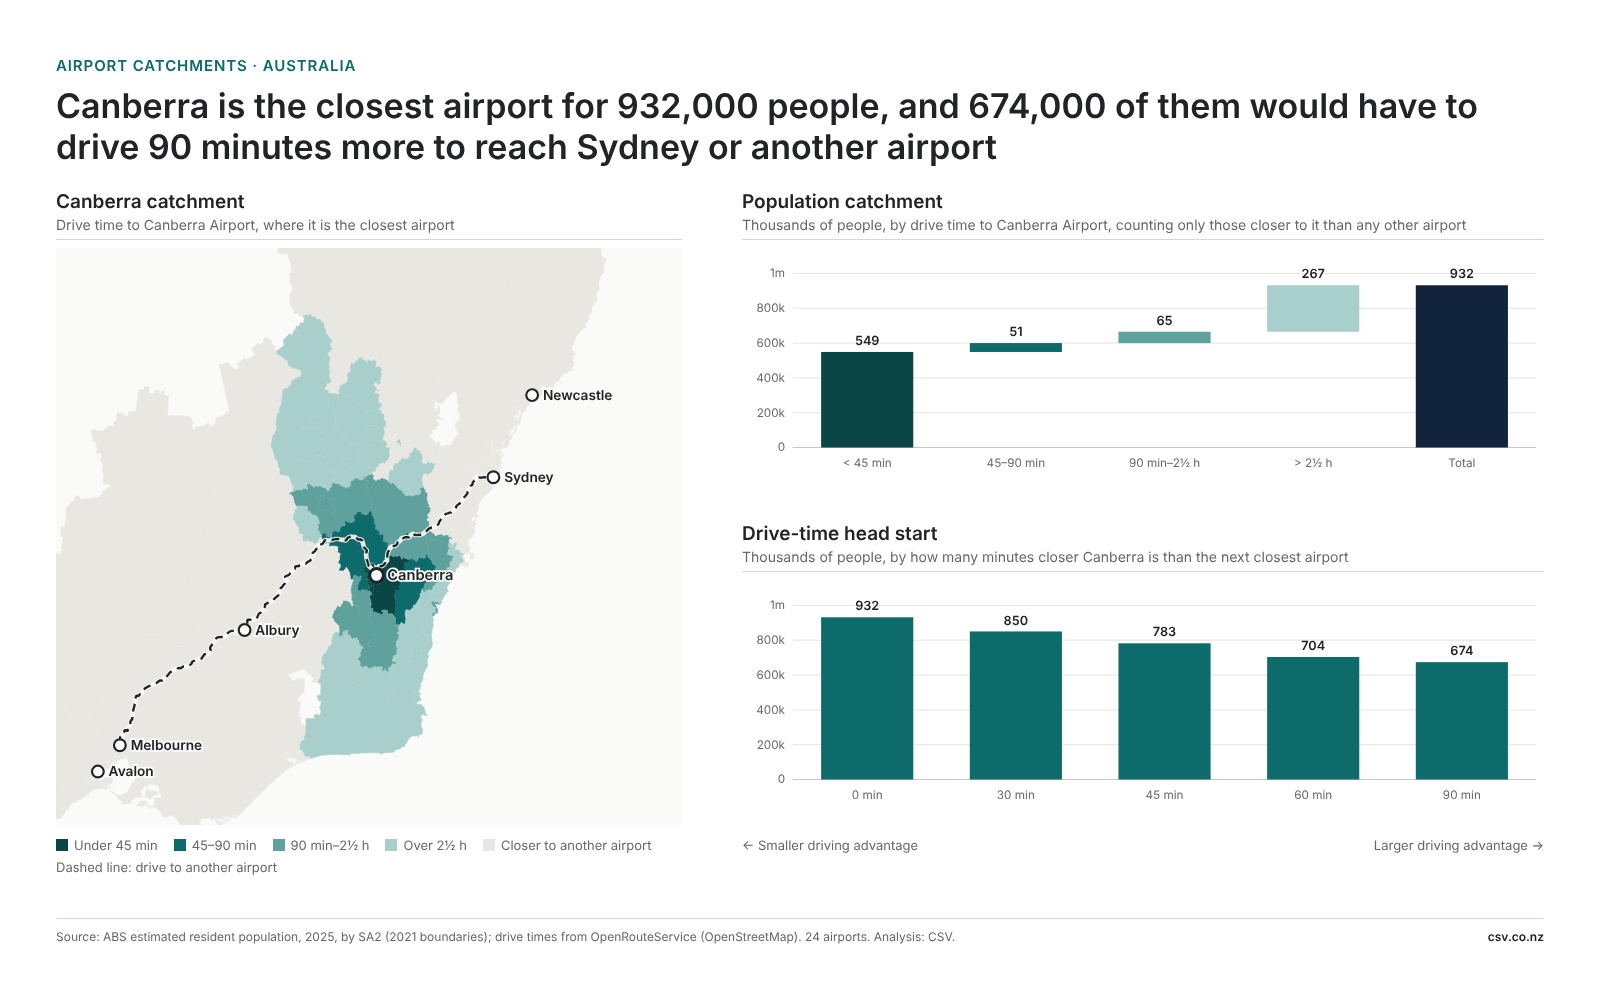 AIRPORT CATCHMENTS · AUSTRALIA
Canberra is the closest airport for 932,000 people, and 674,000 of them would have to
drive 90 minutes more to reach Sydney or another airport
Canberra catchment
Drive time to Canberra Airport, where it is the closest airport
Newcastle
Sydney
Canberra
Albury
Melbourne
Avalon
Under 45 min 45–90 min 90 min–2½ h Over 2½ h Closer to another airport
Dashed line: drive to another airport
Population catchment
Thousands of people, by drive time to Canberra Airport, counting only those closer to it than any other airport
1m
800k
600k
400k
200k
0
549
51
65
267
932
< 45 min 45–90 min 90 min–2½ h > 2½ h Total
Drive-time head start
Thousands of people, by how many minutes closer Canberra is than the next closest airport
1m
800k
600k
400k
200k
0
932
850
783
704
674
0 min 30 min 45 min 60 min 90 min
← Smaller driving advantage Larger driving advantage →
Source: ABS estimated resident population, 2025, by SA2 (2021 boundaries); drive times from OpenRouteService (OpenStreetMap). 24 airports. Analysis: CSV.
csv.co.nz